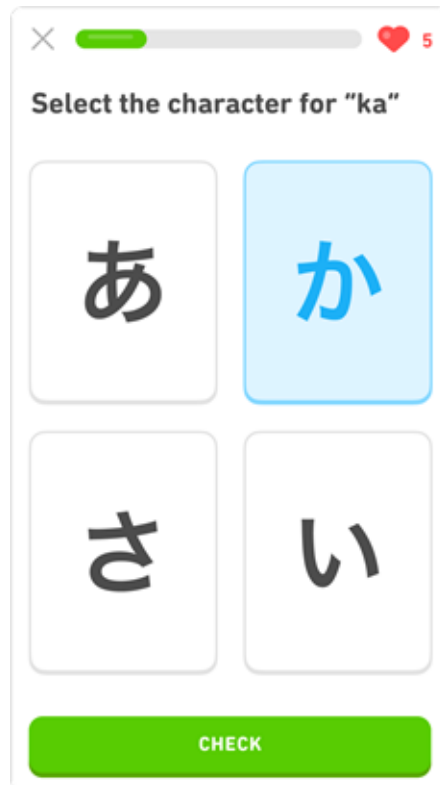 5
Select the character for “ka”
あ か
さ い
CHECK